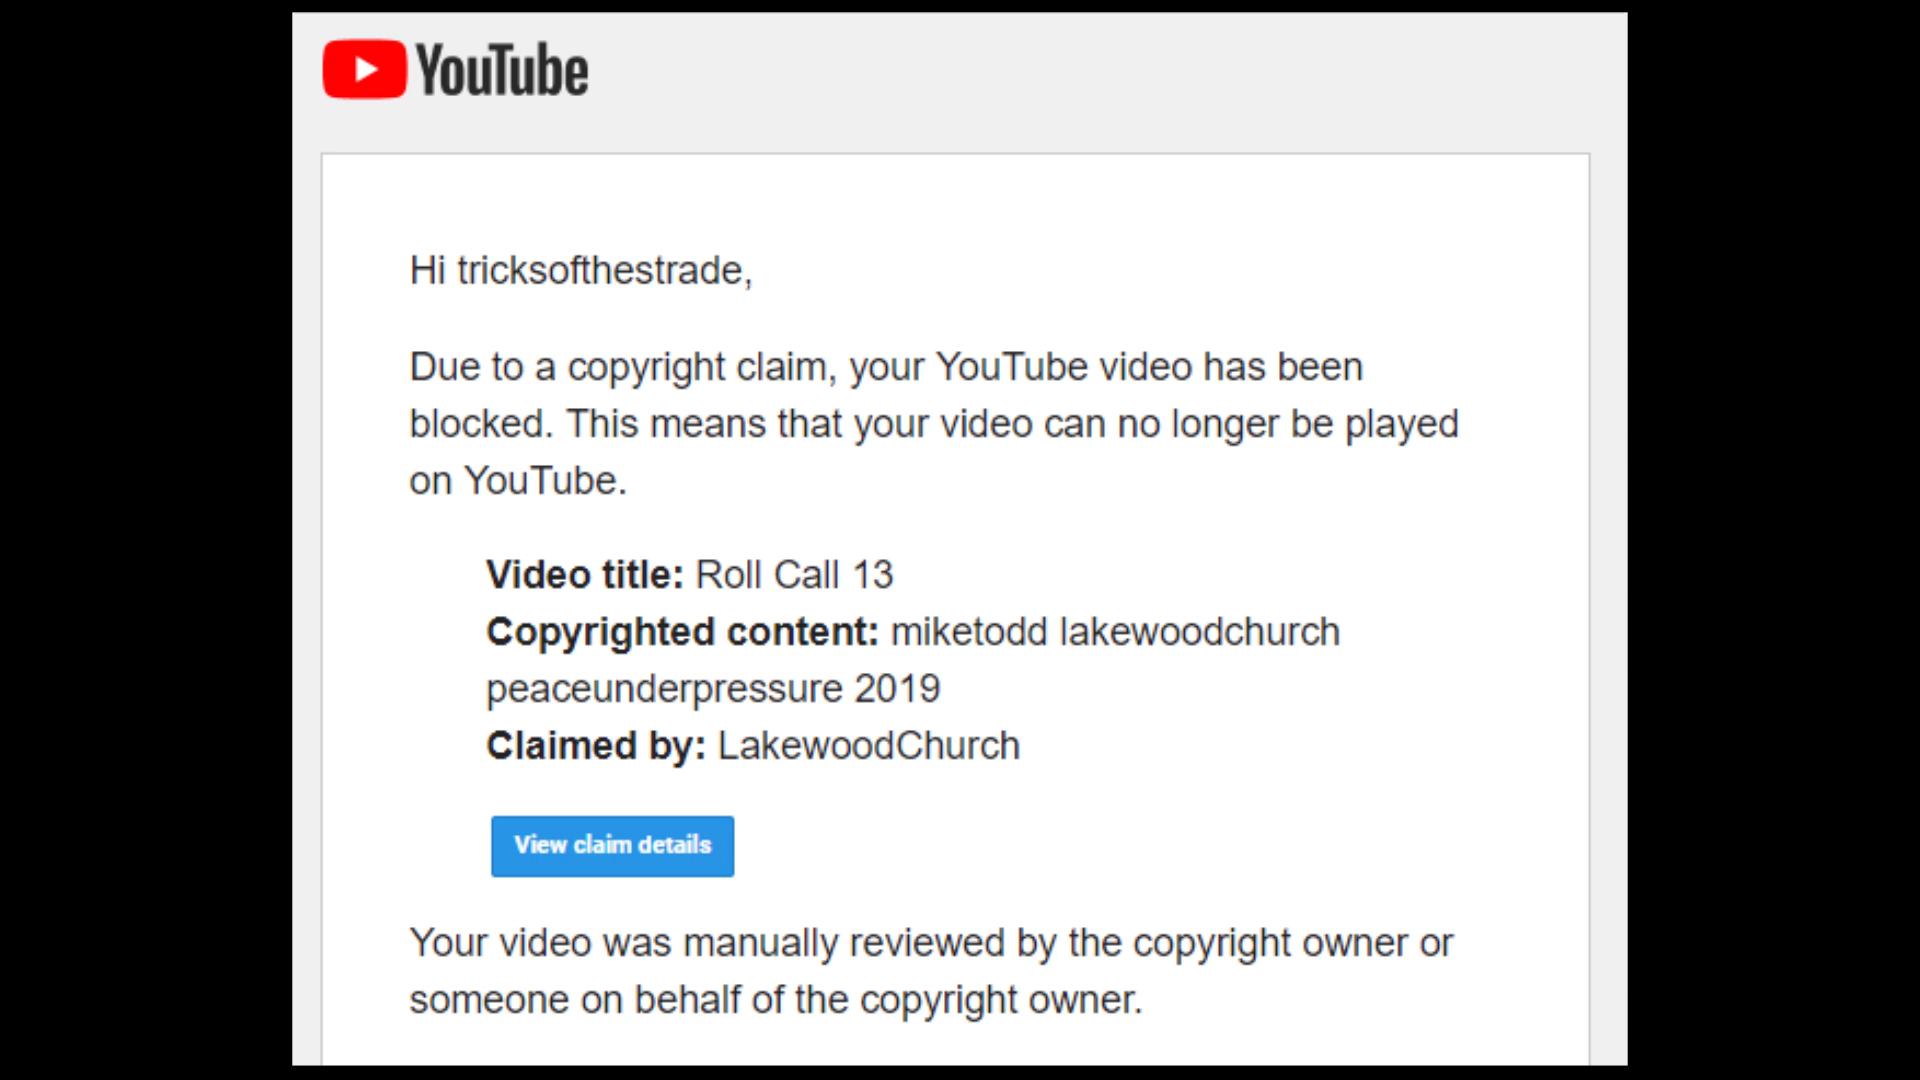 YouTube
Hi tricksofthestrade,
Due to a copyright claim, your YouTube video has been
blocked. This means that your video can no longer be played
on YouTube.
Video title: Roll Call 13
Copyrighted content: miketodd lakewoodchurch
peaceunderpressure 2019
Claimed by: LakewoodChurch
View claim details
Your video was manually reviewed by the copyright owner or
someone on behalf of the copyright owner.